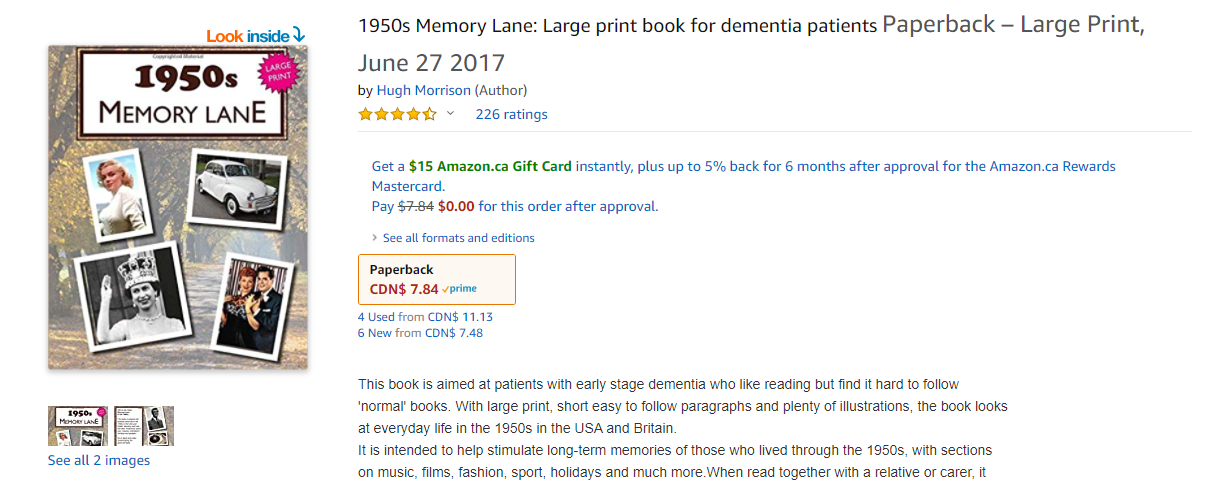 Look inside
Copyrighted Material
LARGE
PRINT
1950s
MEMORY LANE
1950s
MEMORY LANE
See all 2 images
1950s Memory Lane: Large print book for dementia patients Paperback – Large Print,
June 27 2017
by Hugh Morrison (Author)
226 ratings
Get a $15 Amazon.ca Gift Card instantly, plus up to 5% back for 6 months after approval for the Amazon.ca Rewards
Mastercard.
Pay $7.84 $0.00 for this order after approval.
See all formats and editions
Paperback
CDN$ 7.84 prime
4 Used from CDN$ 11.13
6 New from CDN$ 7.48
This book is aimed at patients with early stage dementia who like reading but find it hard to follow
'normal' books. With large print, short easy to follow paragraphs and plenty of illustrations, the book looks
at everyday life in the 1950s in the USA and Britain.
It is intended to help stimulate long-term memories of those who lived through the 1950s, with sections
on music, films, fashion, sport, holidays and much more.When read together with a relative or carer, it